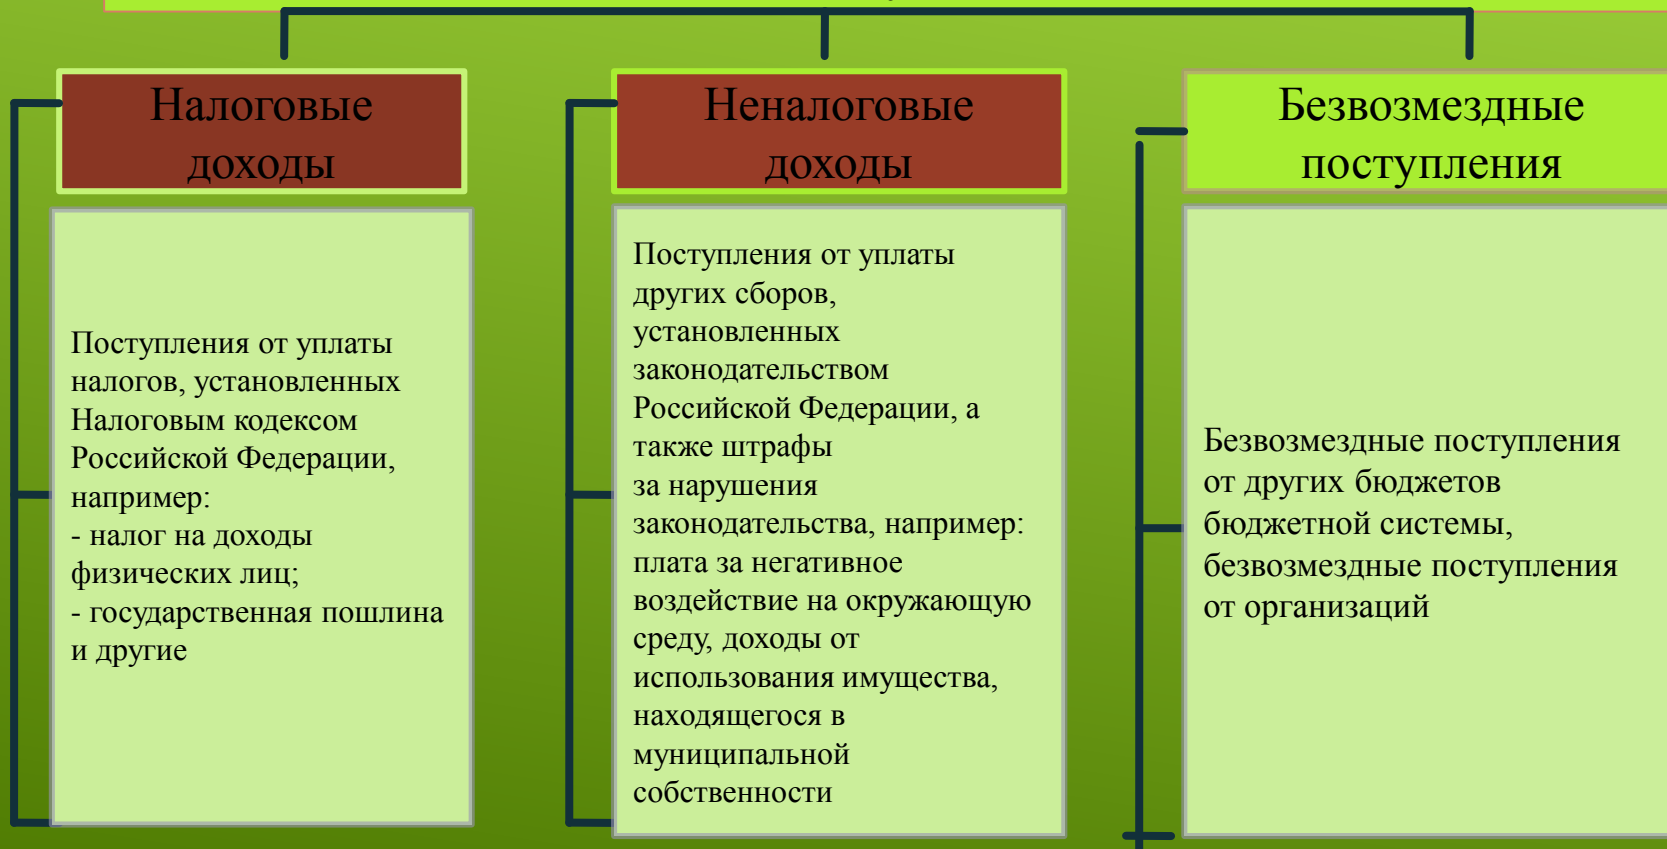 Налоговые
доходы
Поступления от уплаты
налогов, установленных
Налоговым кодексом
Российской Федерации,
например:
- налог на доходы
физических лиц;
- государственная пошлина
и другие
Неналоговые
доходы
Поступления от уплаты
других сборов,
установленных
законодательством
Российской Федерации, а
также штрафы
за нарушения
законодательства, например:
плата за негативное
воздействие на окружающую
среду, доходы от
использования имущества,
находящегося в
муниципальной
собственности
Безвозмездные
поступления
Безвозмездные поступления
от других бюджетов
бюджетной системы,
безвозмездные поступления
от организаций